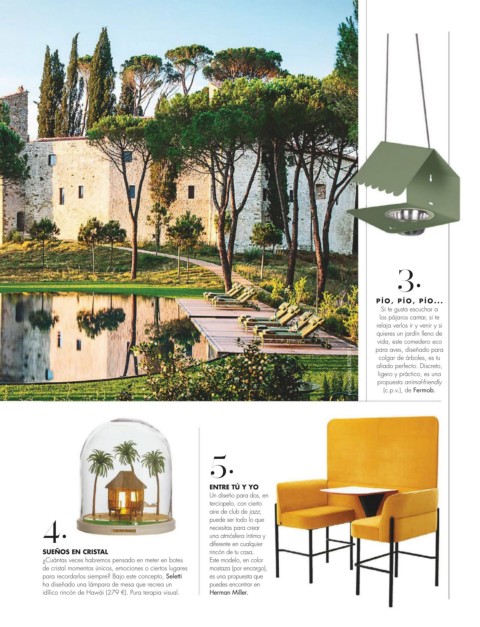 3.
PÍO, PÍO, PÍO...
Si te gusta escuchar a
los pájaros cantar, si te
relaja verlos ir y venir y si
quieres un jardín lleno de
vida, este comedero eco
para aves, diseñado para
colgar de árboles, es tu
aliado perfecto. Discreto,
ligero y práctico, es una
propuesta animal-friendly
(c.p.v.), de Fermob.
4.
SUEÑOS EN CRISTAL
¿Cuántas veces habremos pensado en meter en botes
de cristal momentos únicos, emociones o ciertos lugares
para recordarlos siempre? Bajo este concepto, Seletti
ha diseñado una lámpara de mesa que recrea un
idílico rincón de Hawái (279 €). Pura terapia visual.
5.
ENTRE TÚ Y YO
Un diseño para dos, en
terciopelo, con cierto
aire de club de jazz,
puede ser todo lo que
necesitas para crear
una atmósfera íntima y
diferente en cualquier
rincón de tu casa.
Este modelo, en color
mostaza (por encargo),
es una propuesta que
puedes encontrar en
Herman Miller.